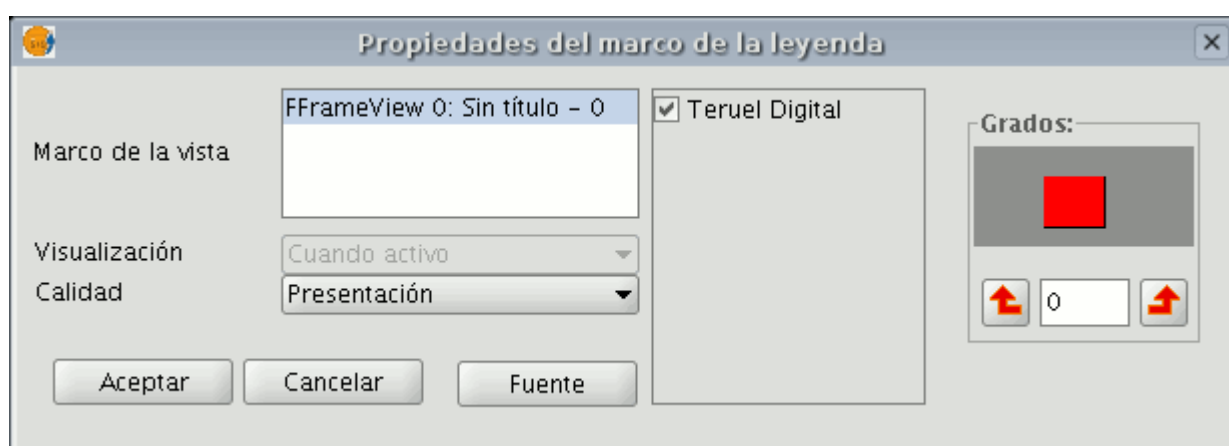 Propiedades del marco de la leyenda
Marco de la vista
FFrameView 0: Sin título – 0
Teruel Digital
Grados:
Visualización
Cuando activo
Calidad
Presentación
0
Aceptar
Cancelar
Fuente